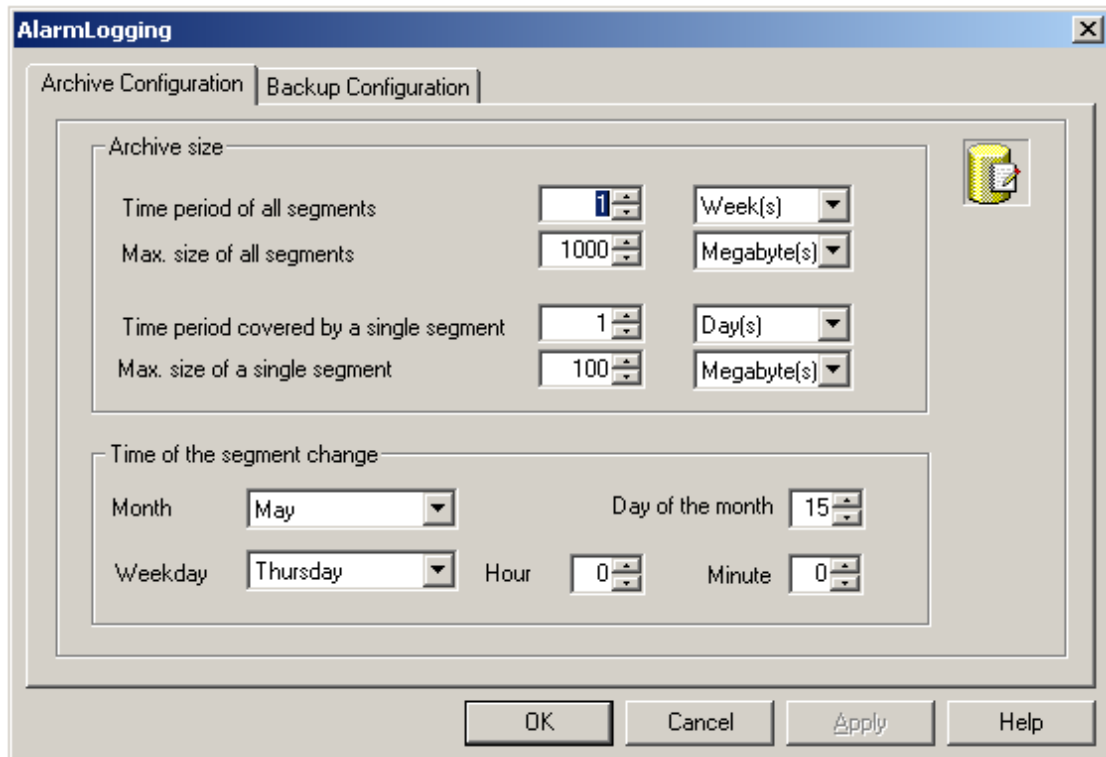 AlarmLogging
Archive Configuration Backup Configuration
Archive size
Time period of all segments 1 Week(s)
Max. size of all segments 1000 Megabyte(s)
Time period covered by a single segment 1 Day(s)
Max. size of a single segment 100 Megabyte(s)
Time of the segment change
Month May Day of the month 15
Weekday Thursday Hour 0 Minute 0
OK Cancel Apply Help